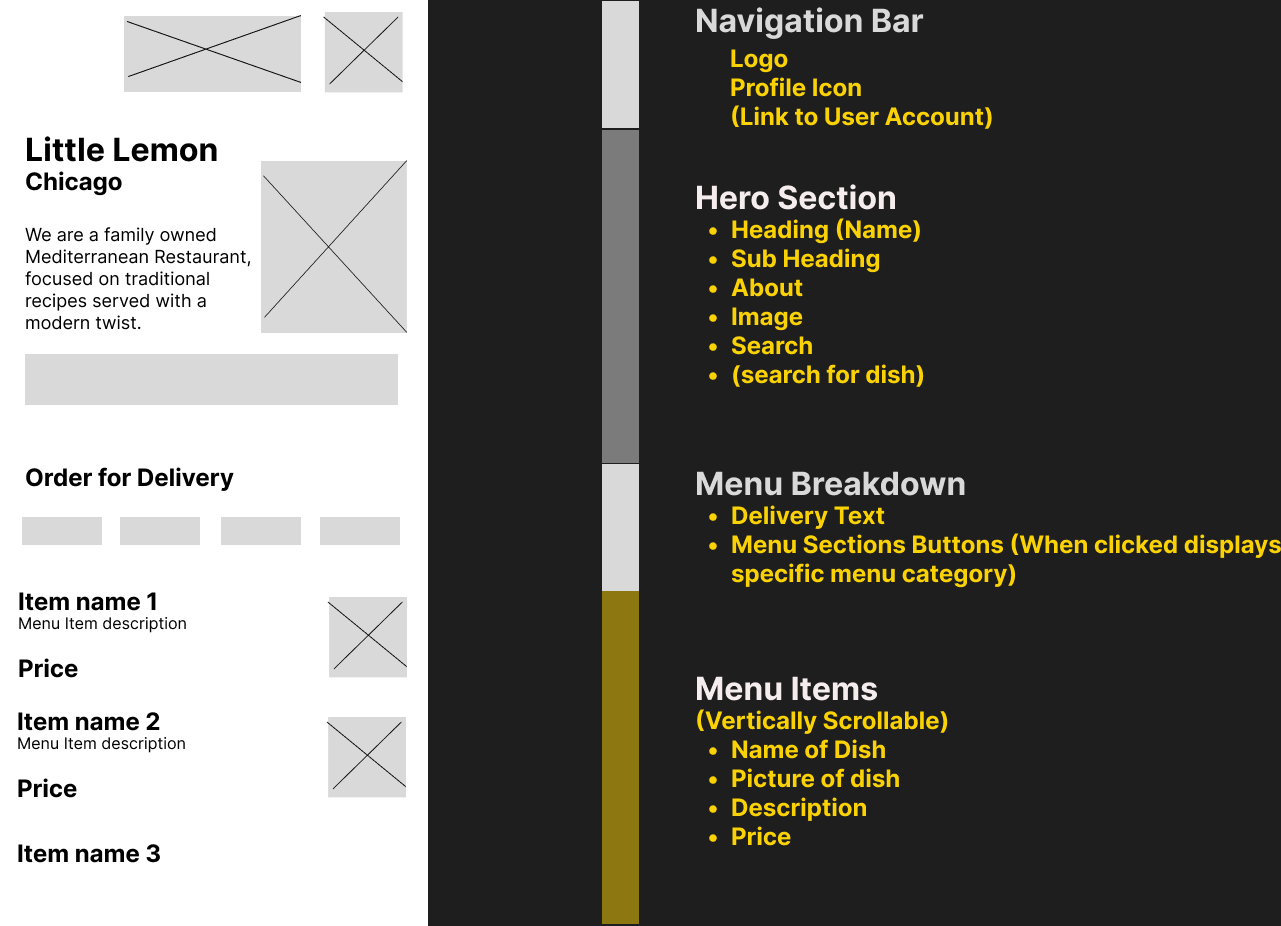 Little Lemon
Chicago
We are a family owned
Mediterranean Restaurant,
focused on traditional
recipes served with a
modern twist.
Order for Delivery
Item name 1
Menu Item description
Price
Item name 2
Menu Item description
Price
Item name 3
Navigation Bar
Logo
Profile Icon
(Link to User Account)
Hero Section
• Heading (Name)
• Sub Heading
• About
• Image
• Search
• (search for dish)
Menu Breakdown
• Delivery Text
• Menu Sections Buttons (When clicked displays
specific menu category)
Menu Items
(Vertically Scrollable)
• Name of Dish
• Picture of dish
• Description
• Price